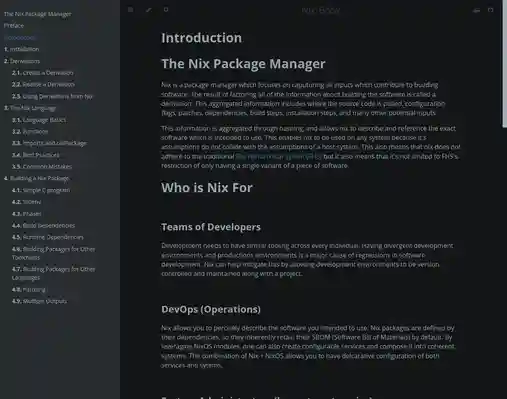 The Nix Package Manager
Preface
Introduction
1. Installation
2. Derivations
2.1. Create a Derivation
2.2. Realize a Derivation
2.3. Using Derivations from Nix
3. The Nix Language
3.1. Language Basics
3.2. Functions
3.3. Imports and callPackage
3.4. Best Practices
3.5. Common Mistakes
4. Building a Nix Package
4.1. Simple C program
4.2. Stdenv
4.3. Phases
4.4. Build Dependencies
4.5. Runtime Dependencies
4.6. Building Packages for Other
Toolchains
4.7. Building Packages for Other
Languages
4.8. Patching
4.9. Multiple Outputs
Nix Book
Introduction
The Nix Package Manager
Nix is a package manager which focuses on caputuring all inputs which contribute to building
software. The result of factoring all of the information about building the software is called a
derivation. This aggregated information includes where the source code is pulled, configuration
flags, patches, dependencies, build steps, installation steps, and many other potential inputs
This information is aggregated through hashing, and allows nix to describe and reference the exact
software which is intended to use. This enables nix to be used on any system because it's
assumptions do not collide with the assumptions of a host system. This also means that nix does not
adhere to the traditional but it also means that it's not limited to FHS's
restriction of only having a single variant of a piece of software.
Who is Nix For
Teams of Developers
Development needs to have similar tooling across every individual. Having divergent development
environments and productions environments is a major cause of regressions in software
development. Nix can help mitigate this by allowing development environments to be version
controlled and maintained along with a project.
DevOps (Operations)
Nix allows you to percisely describe the software you intended to use. Nix packages are defined by
their dependencies, so they inherently retain their SBOM (Software Bill of Materials) by default. By
leveraging NixOS modules, one can also create configurable services and compose it into coherent
systems. The combination of Nix + NixOS allows you to have delcarative configuration of both
services and systems.